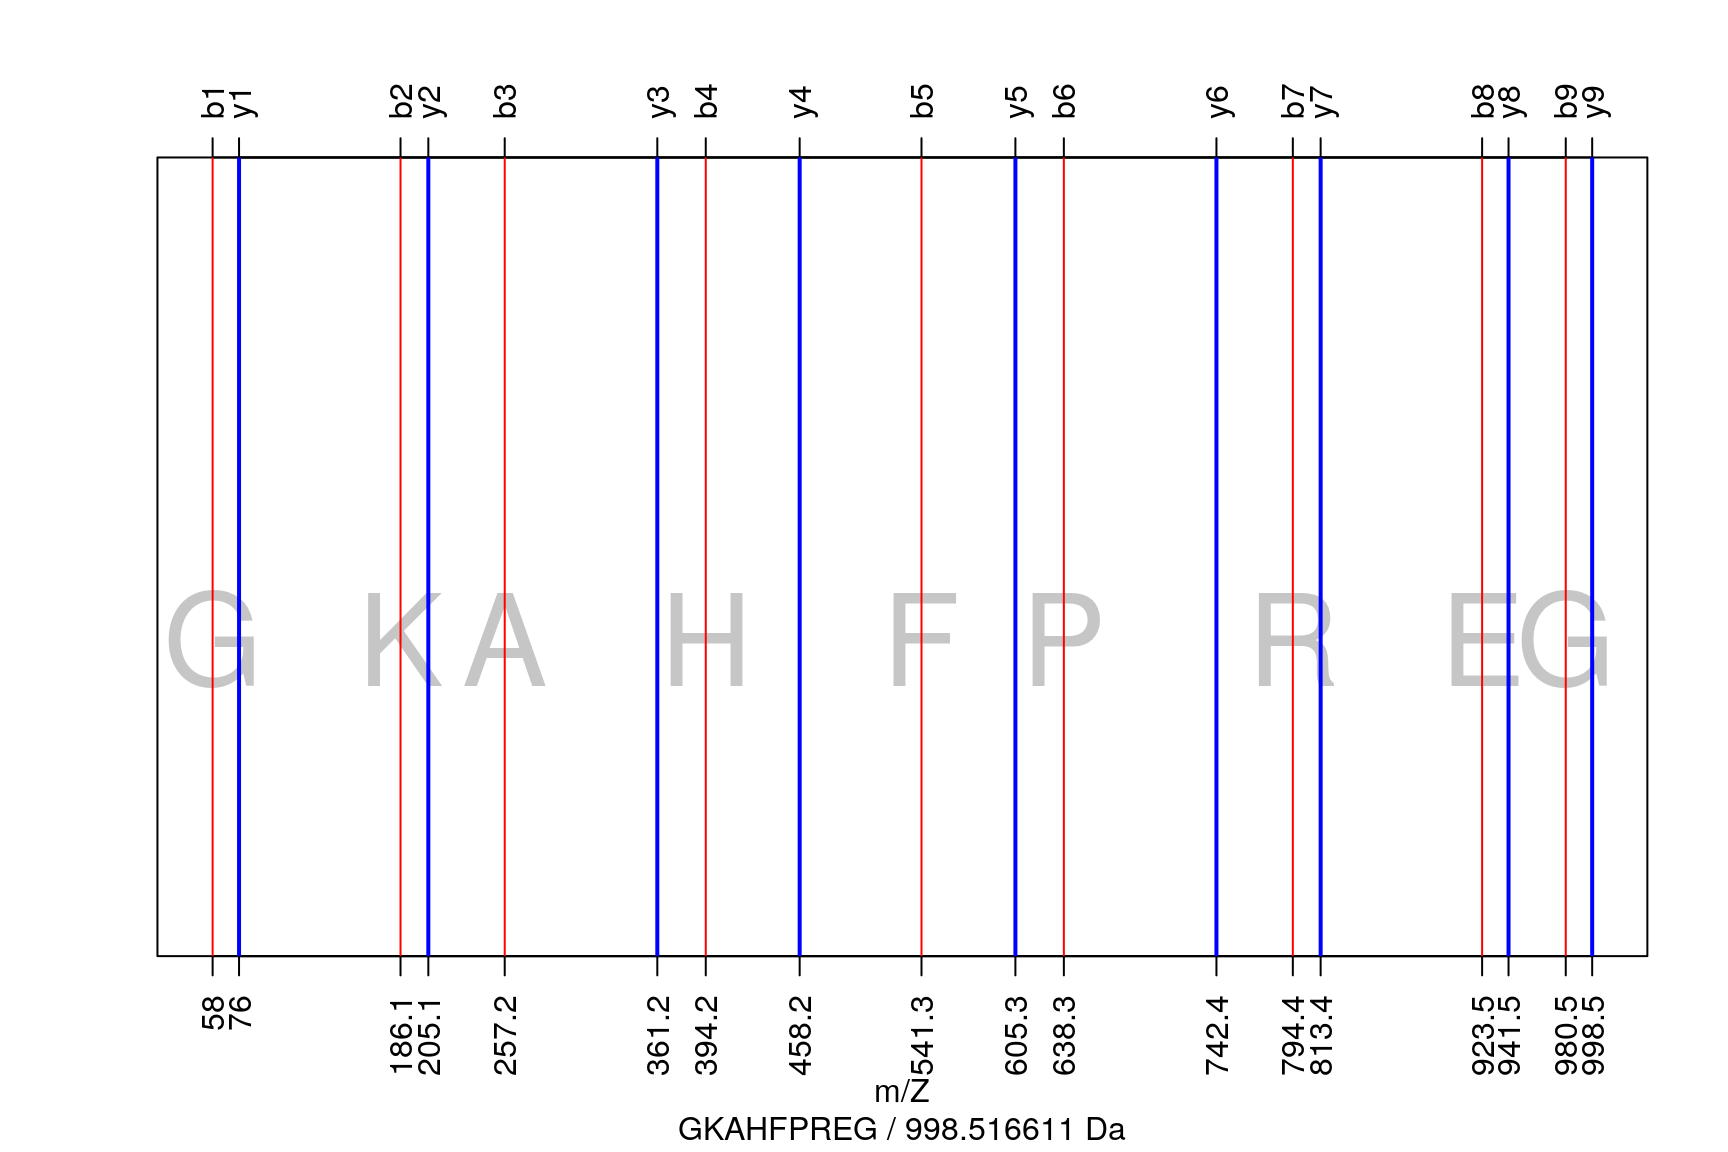 b1 y1 b2 y2 b3 y3 b4 y4 b5 y5 b6 y6 b7 y7 b8 y8 b9 y9
G K A H F P R E G
58 76 186.1 205.1 257.2 361.2 394.2 458.2 541.3 605.3 638.3 742.4 794.4 813.4 923.5 941.5 980.5 998.5
m/Z
GKAHFPREG / 998.516611 Da